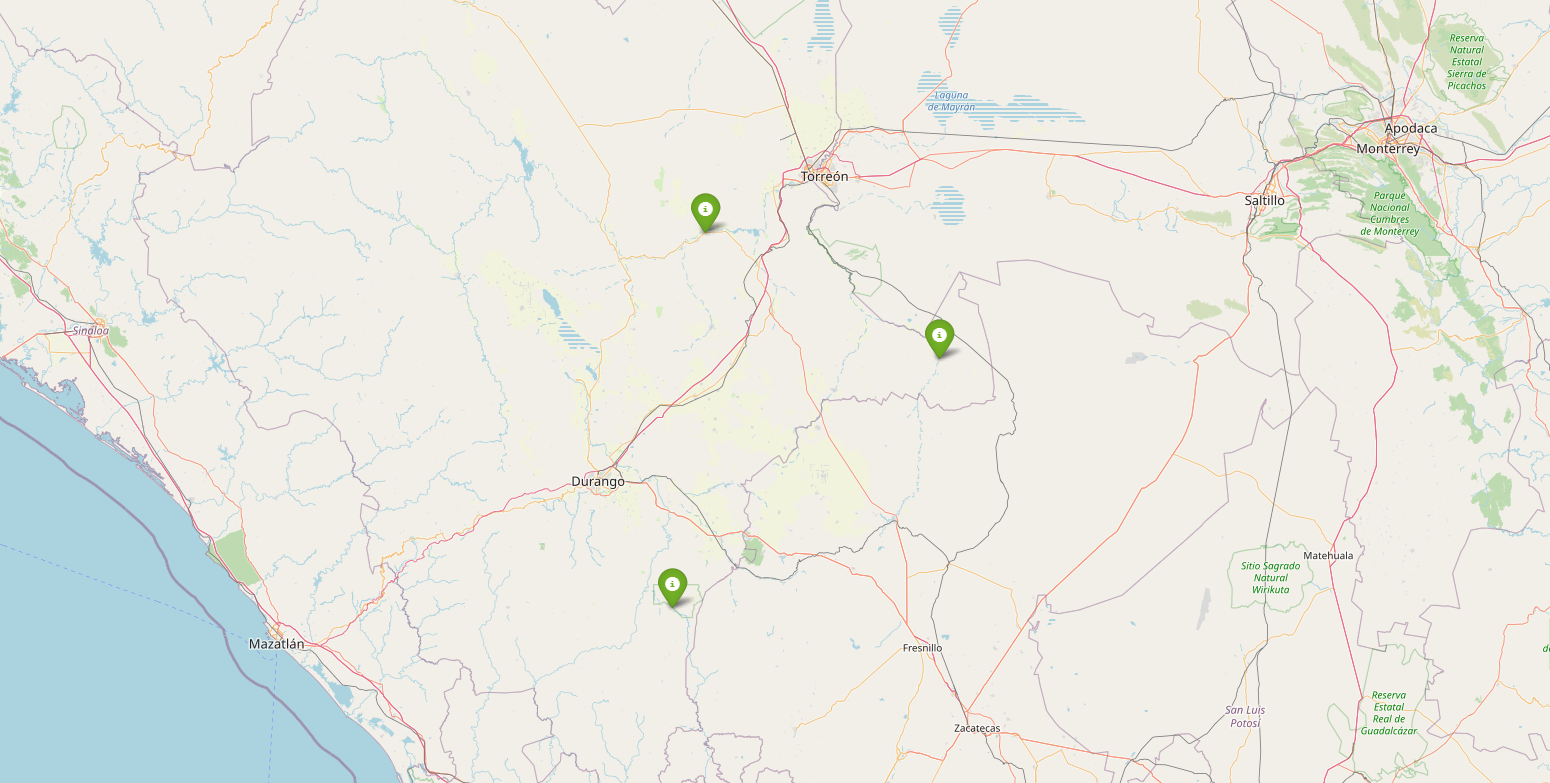 Reserva
Natural
Estatal
Sierra de
Picachos
Laguna
de Mayrán
Apodaca
Monterrey
Torreón
Saltillo
Parque
Nacional
Cumbres
de Monterrey
Sinaloa
Durango
Matehuala
Sitio Sagrado
Natural
Wirikuta
Mazatlán
Fresnillo
Reserva
Estatal
Real de
Guadalcázar
San Luis
Potosí
Zacatecas